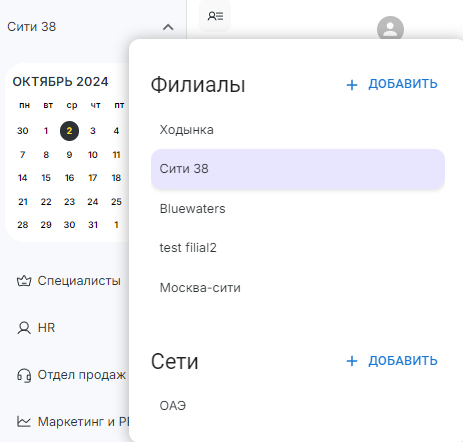 Сити 38
ОКТЯБРЬ 2024
пн вт ср чт пт
30 1 2 3 4
7 8 9 10 11
14 15 16 17 18
21 22 23 24 25
28 29 30 31 1
Специалисты
HR
Отдел продаж
Маркетинг и
Филиалы
ДОБАВИТЬ
Ходынка
Сити 38
Bluewaters
test filial2
Москва-сити
Сети
ДОБАВИТЬ
ОАЭ